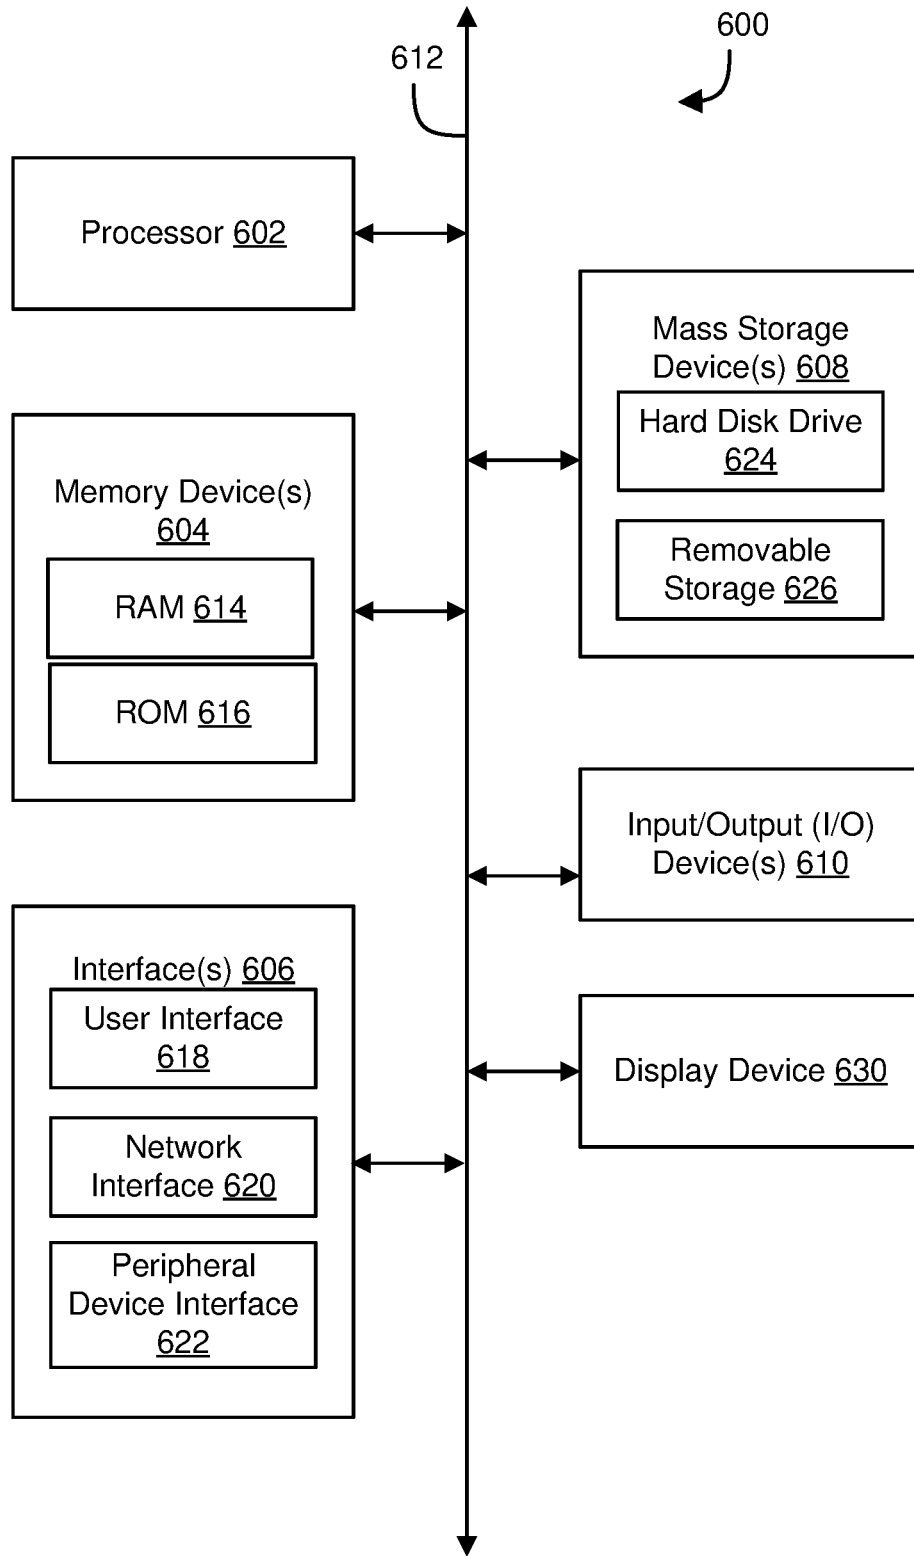 600
612
Processor 602
Mass Storage
Device(s) 608
Hard Disk Drive
624
Removable
Storage 626
Memory Device(s)
604
RAM 614
ROM 616
Input/Output (I/O)
Device(s) 610
Interface(s) 606
User Interface
618
Network
Interface 620
Peripheral
Device Interface
622
Display Device 630